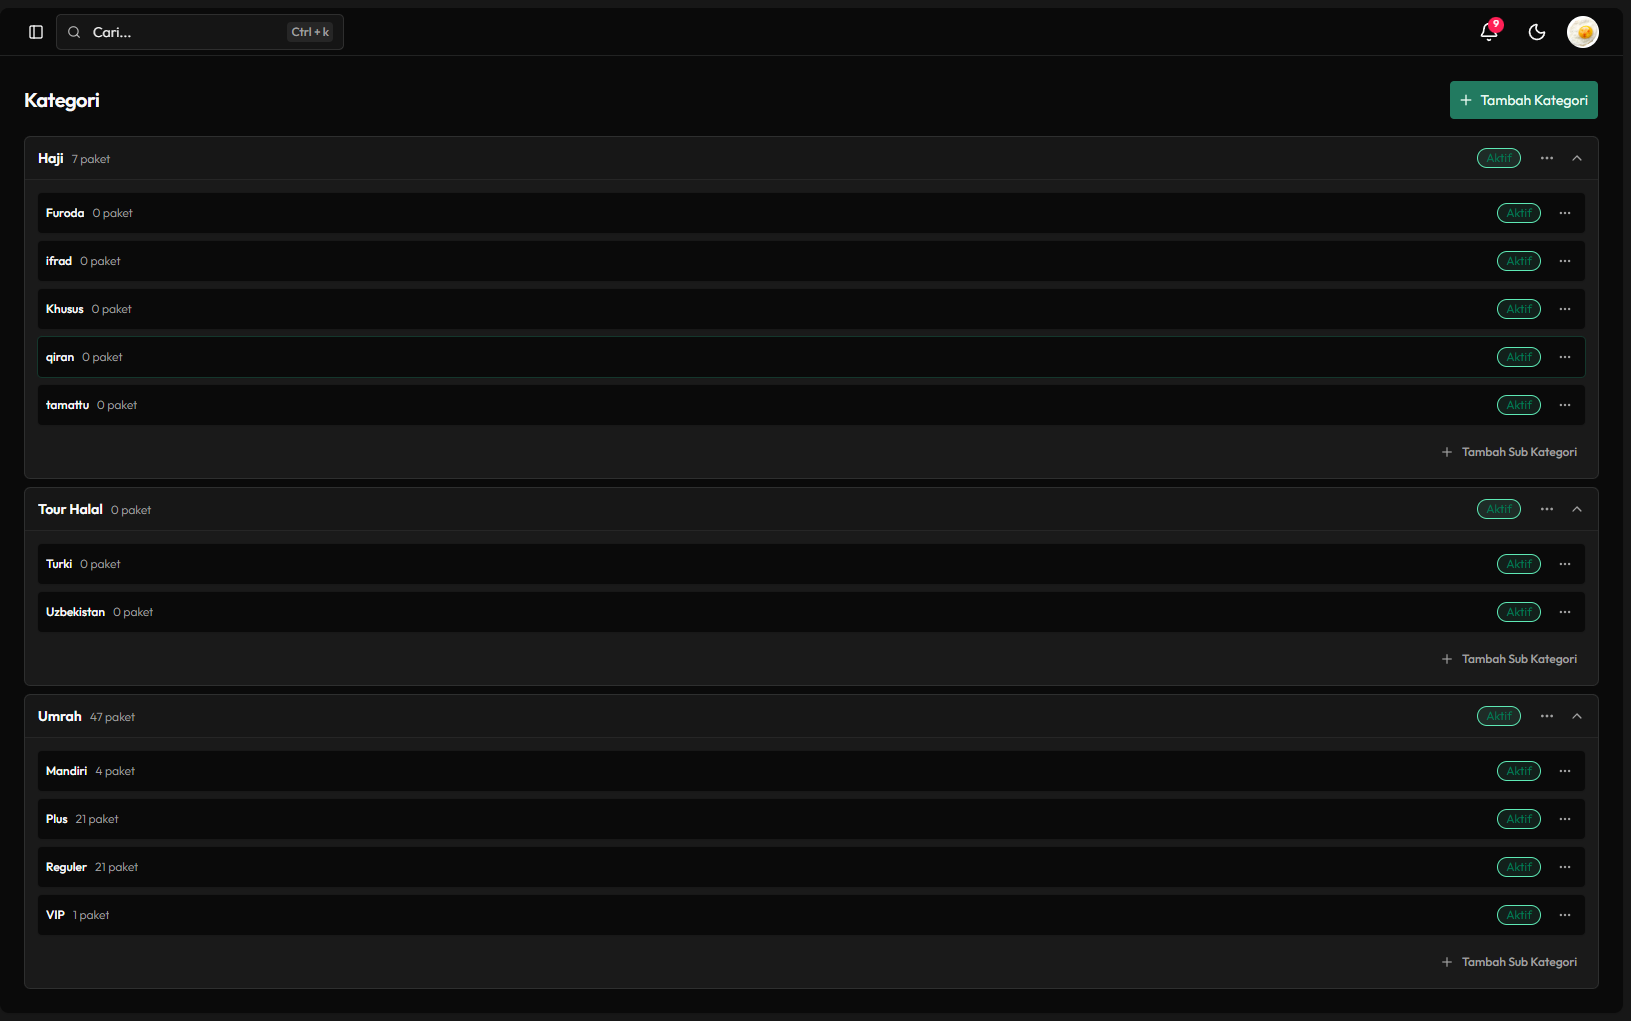 Cari... Ctrl + k 9
Kategori + Tambah Kategori
Haji 7 paket Aktif
Furoda 0 paket Aktif
ifrad 0 paket Aktif
Khusus 0 paket Aktif
qiran 0 paket Aktif
tamattu 0 paket Aktif
+ Tambah Sub Kategori
Tour Halal 0 paket Aktif
Turki 0 paket Aktif
Uzbekistan 0 paket Aktif
+ Tambah Sub Kategori
Umrah 47 paket Aktif
Mandiri 4 paket Aktif
Plus 21 paket Aktif
Reguler 21 paket Aktif
VIP 1 paket Aktif
+ Tambah Sub Kategori